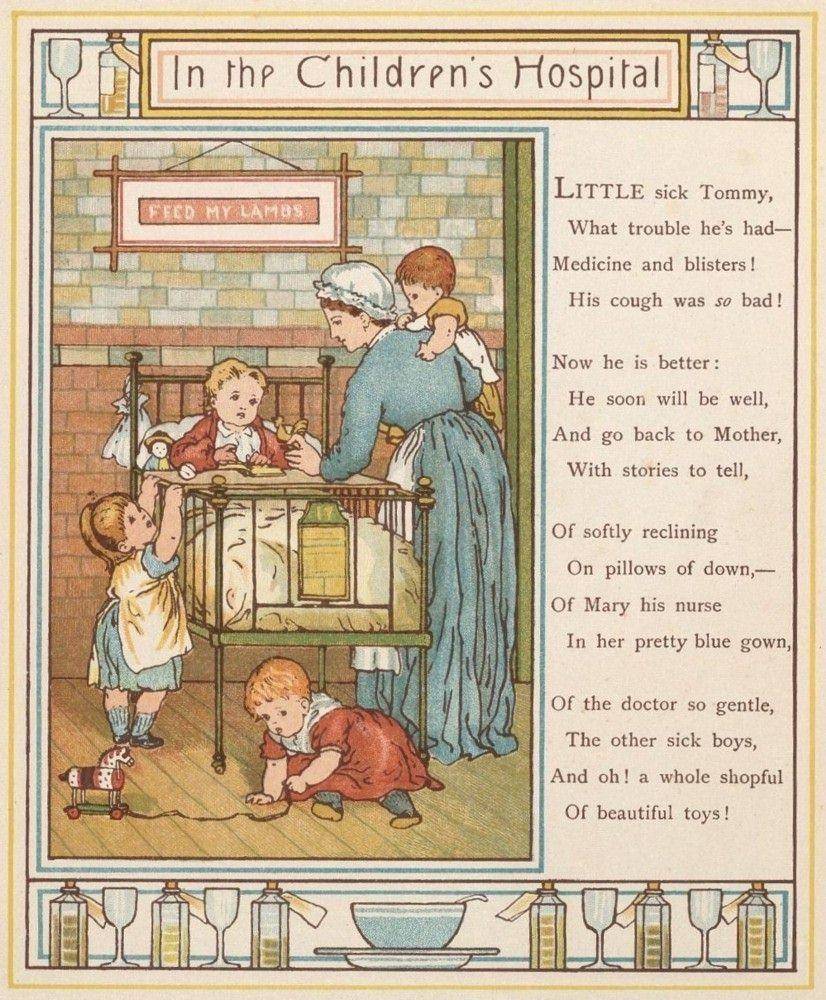 In the Children's Hospital
FEED MY LAMBS
LITTLE sick Tommy,
What trouble he's had—
Medicine and blisters!
His cough was so bad!
Now he is better:
He soon will be well,
And go back to Mother,
With stories to tell,
Of softly reclining
On pillows of down,—
Of Mary his nurse
In her pretty blue gown,
Of the doctor so gentle,
The other sick boys,
And oh! a whole shopful
Of beautiful toys!